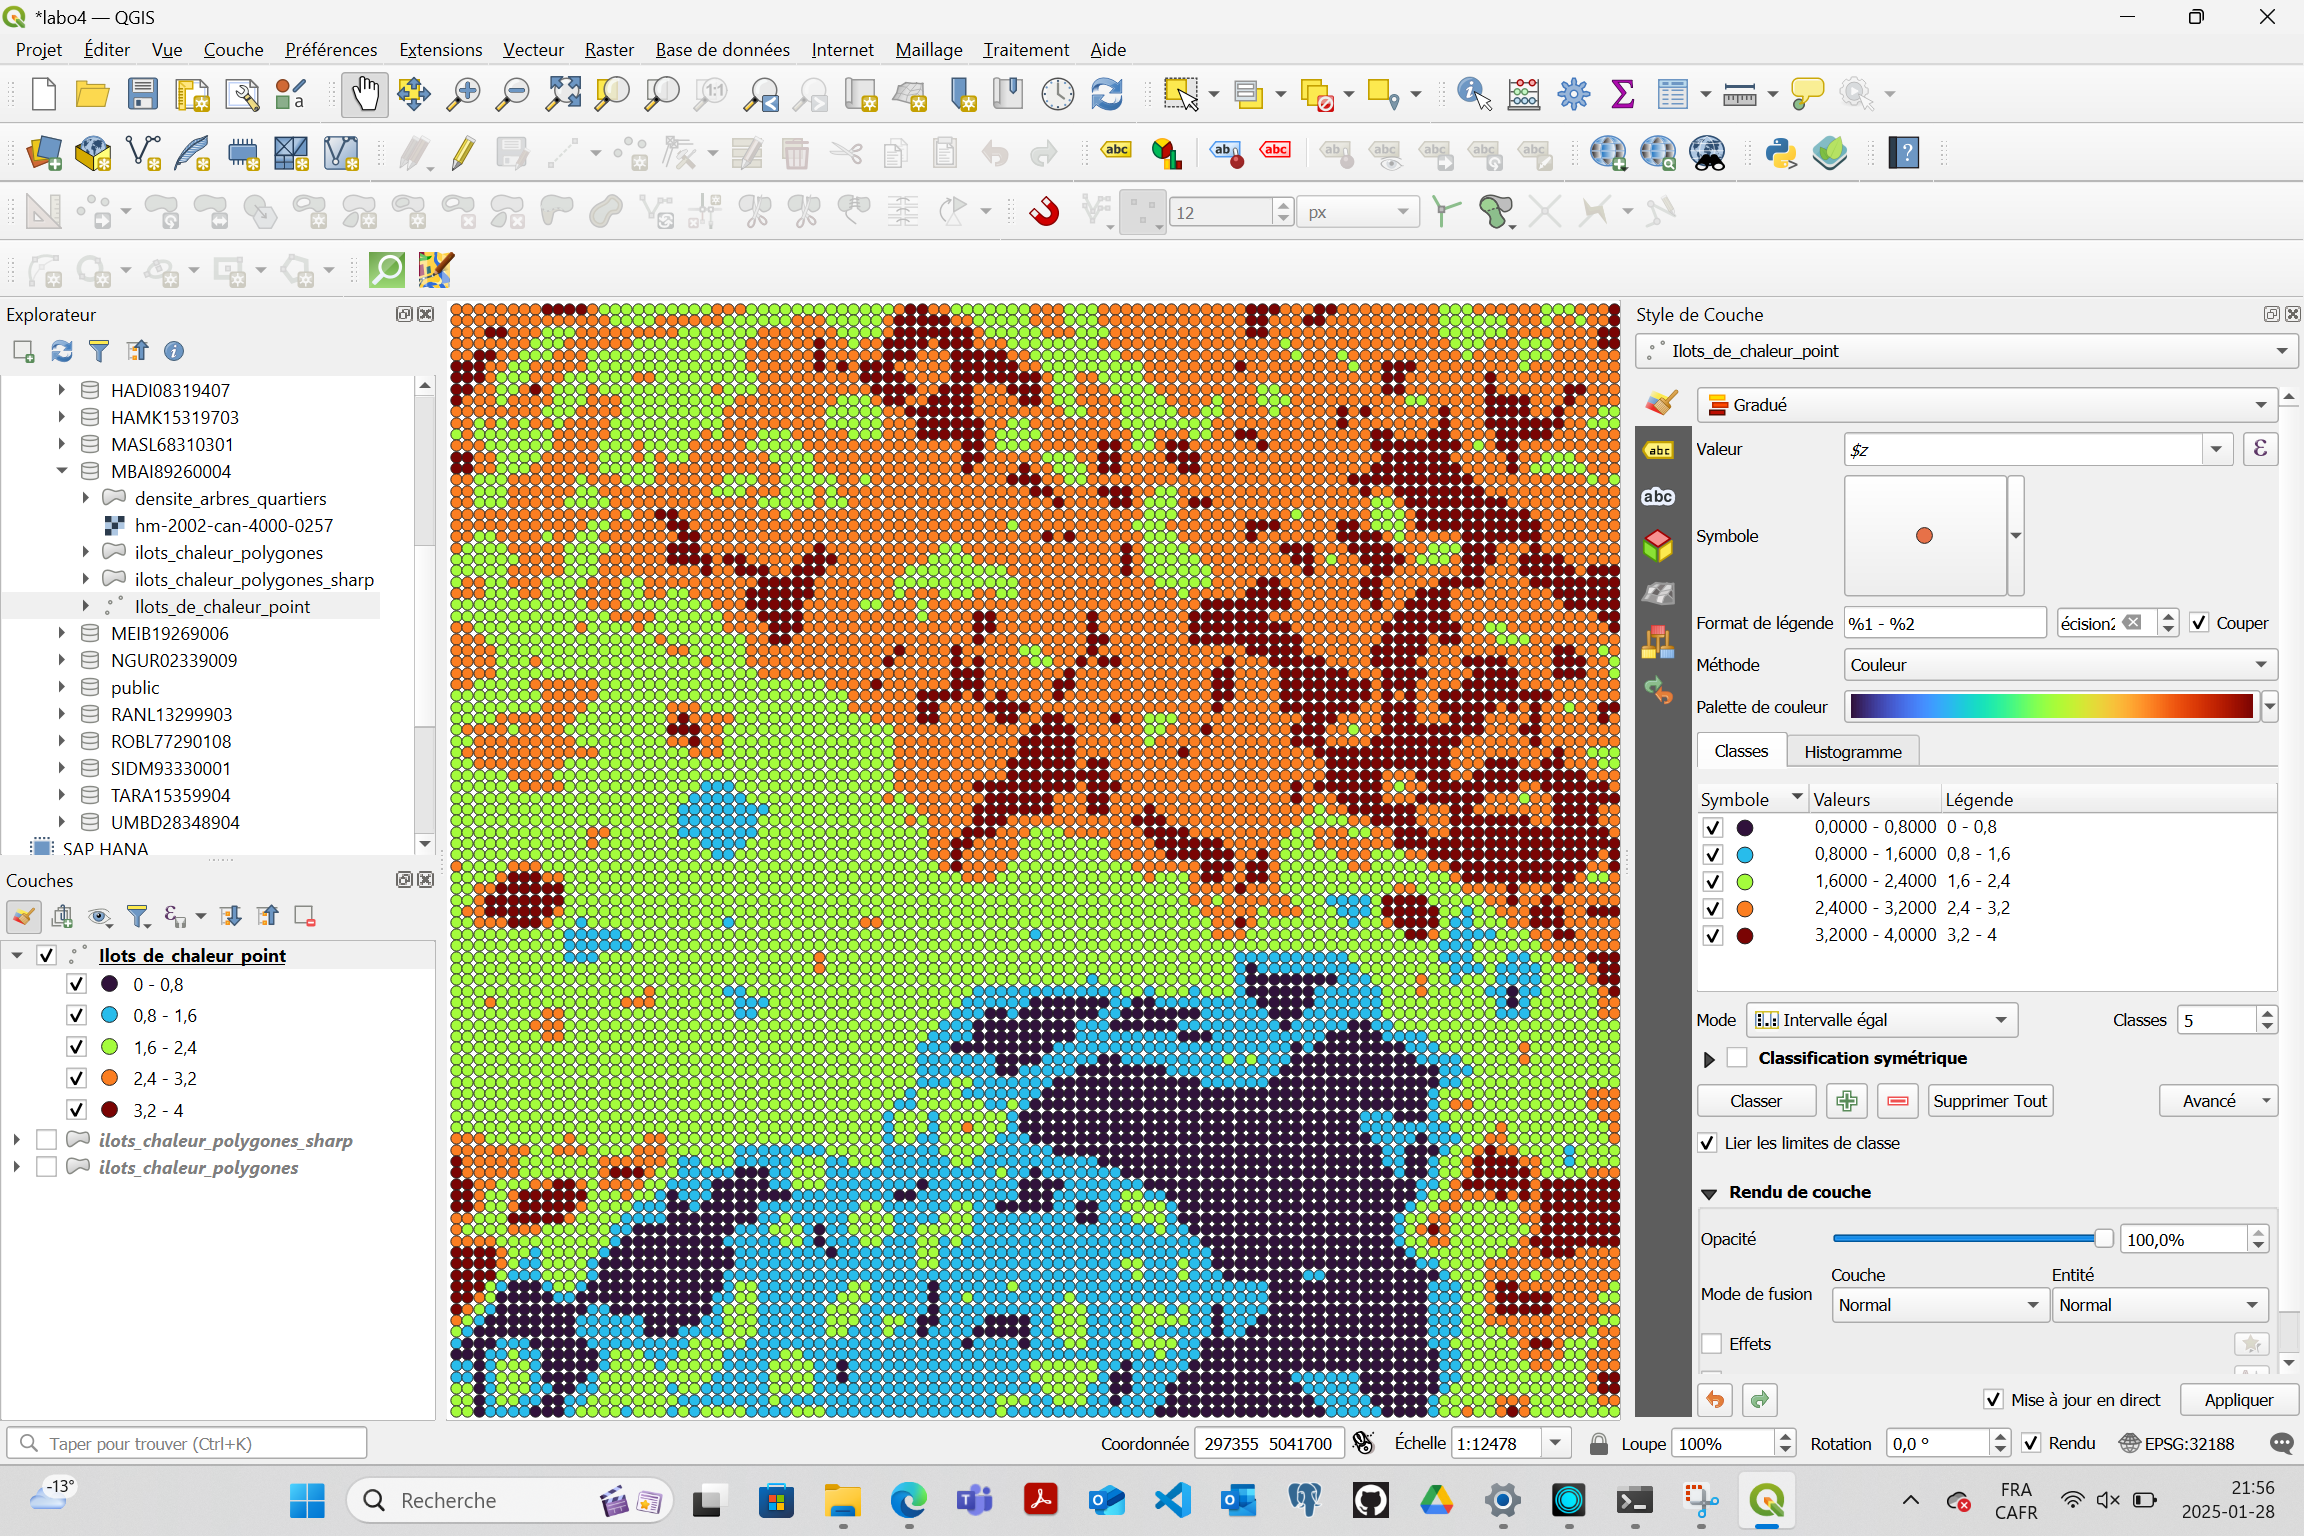 *labo4 — QGIS
Projet Éditer Vue Couche Préférences Extensions Vecteur Raster Base de données Internet Maillage Traitement Aide
12 px
Explorateur
HADI08319407
HAMK15319703
MASL68310301
MBAI89260004
densite_arbres_quartiers
hm-2002-can-4000-0257
ilots_chaleur_polygones
ilots_chaleur_polygones_sharp
Ilots_de_chaleur_point
MEIB19269006
NGUR02339009
public
RANL13299903
ROBL77290108
SIDM93330001
TARA15359904
UMBD28348904
SAP HANA
Couches
Ilots de chaleur point
0 - 0,8
0,8 - 1,6
1,6 - 2,4
2,4 - 3,2
3,2 - 4
ilots_chaleur_polygones_sharp
ilots_chaleur_polygones
Style de Couche
Ilots_de_chaleur_point
Gradué
Valeur $z ε
Symbole
Format de légende %1 - %2 écision2 Couper
Méthode Couleur
Palette de couleur
Classes Histogramme
Symbole Valeurs Légende
0,0000 - 0,8000 0 - 0,8
0,8000 - 1,6000 0,8 - 1,6
1,6000 - 2,4000 1,6 - 2,4
2,4000 - 3,2000 2,4 - 3,2
3,2000 - 4,0000 3,2 - 4
Mode Intervalle égal Classes 5
Classification symétrique
Classer Supprimer Tout Avancé
Lier les limites de classe
Rendu de couche
Opacité 100,0%
Couche Entité
Mode de fusion Normal Normal
Effets
Mise à jour en direct Appliquer
Taper pour trouver (Ctrl+K) Coordonnée 297355 5041700 Échelle 1:12478 Loupe 100% Rotation 0,0 ° Rendu EPSG:32188
-13° Recherche FRA CAFR 21:56 2025-01-28